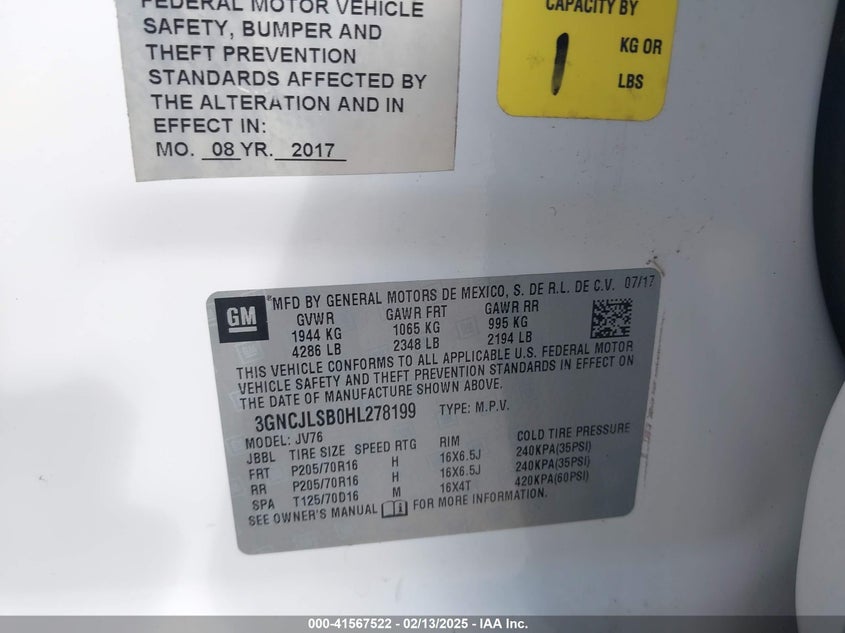 FEDERAL MOTOR VEHICLE
SAFETY, BUMPER AND
THEFT PREVENTION
STANDARDS AFFECTED BY
THE ALTERATION AND IN
EFFECT IN:
MO. 08 YR. 2017
CAPACITY BY
1 KG OR
LBS
GM
*MFD BY GENERAL MOTORS DE MEXICO, S. DE R.L. DE C.V. 07/17
GVWR GAWR FRT GAWR RR
1944 KG 1065 KG 995 KG
4286 LB 2348 LB 2194 LB
THIS VEHICLE CONFORMS TO ALL APPLICABLE U.S. FEDERAL MOTOR
VEHICLE SAFETY AND THEFT PREVENTION STANDARDS IN EFFECT ON
THE DATE OF MANUFACTURE SHOWN ABOVE.
3GNCJLSB0HL278199 TYPE: M.P.V.
MODEL: JV76
JBBL TIRE SIZE SPEED RTG RIM COLD TIRE PRESSURE
FRT P205/70R16 H 16X6.5J 240KPA(35PSI)
RR P205/70R16 H 16X6.5J 240KPA(35PSI)
SPA T125/70D16 M 16X4T 420KPA(60PSI)
SEE OWNER'S MANUAL FOR MORE INFORMATION.
000-41567522 - 02/13/2025 - IAA Inc.